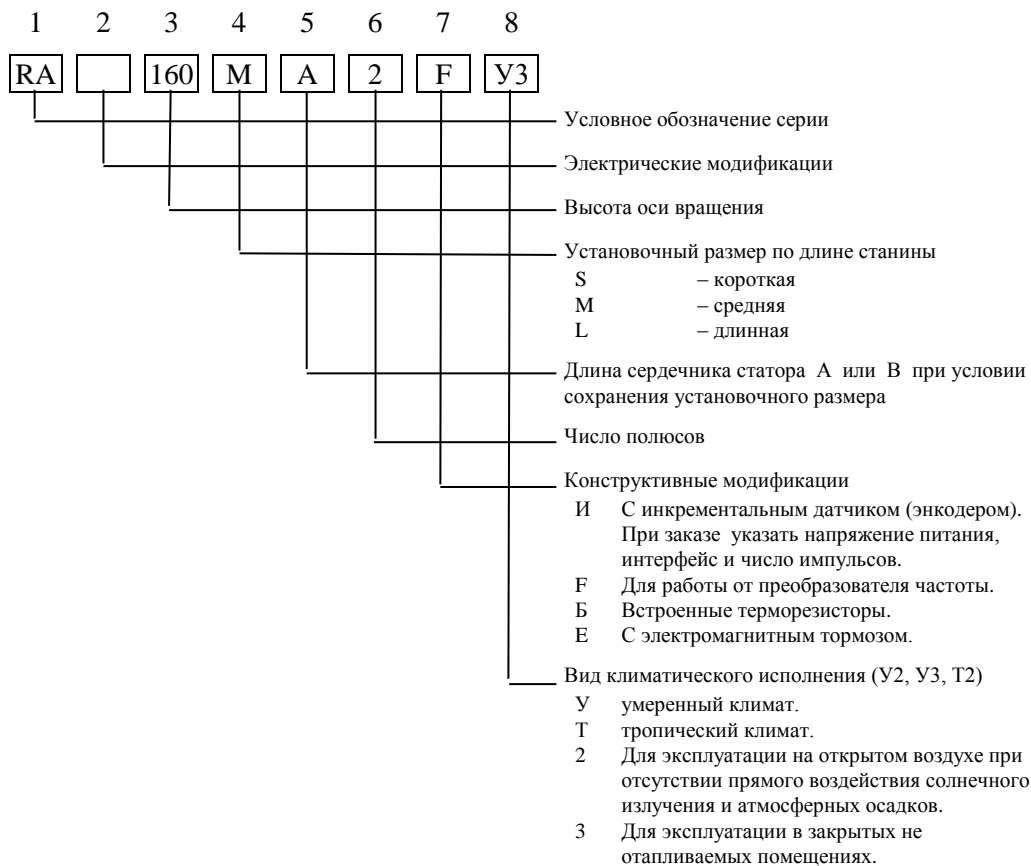 1 2 3 4 5 6 7 8
RA 160 M A 2 F У3
Условное обозначение серии
Электрические модификации
Высота оси вращения
Установочный размер по длине станины
S – короткая
M – средняя
L – длинная
Длина сердечника статора А или В при условии
сохранения установочного размера
Число полюсов
Конструктивные модификации
И С инкрементальным датчиком (энкодером).
При заказе указать напряжение питания,
интерфейс и число импульсов.
F Для работы от преобразователя частоты.
Б Встроенные терморезисторы.
Е С электромагнитным тормозом.
Вид климатического исполнения (У2, У3, Т2)
У умеренный климат.
Т тропический климат.
2 Для эксплуатации на открытом воздухе при
отсутствии прямого воздействия солнечного
излучения и атмосферных осадков.
3 Для эксплуатации в закрытых не
отапливаемых помещениях.